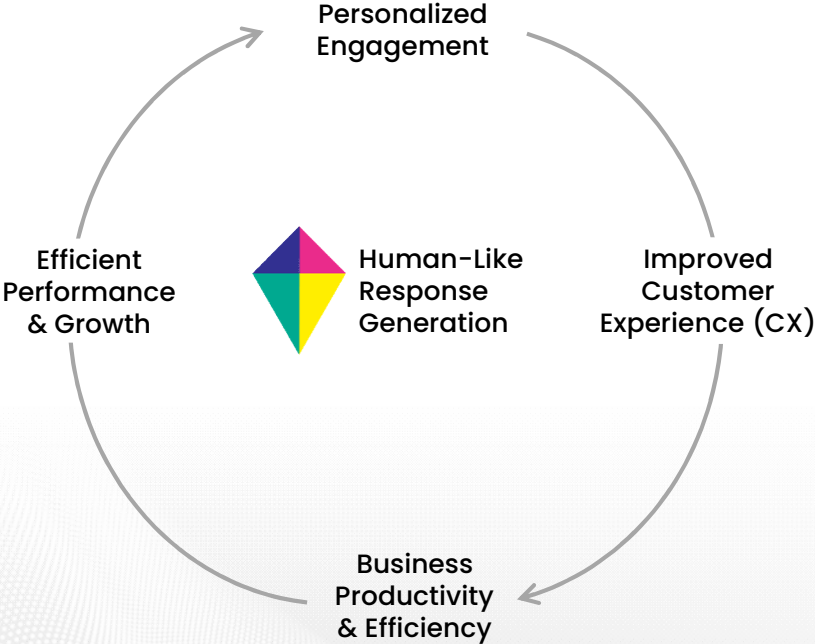 Personalized
Engagement
Efficient
Performance
& Growth
Human-Like
Response
Generation
Improved
Customer
Experience (CX)
Business
Productivity
& Efficiency